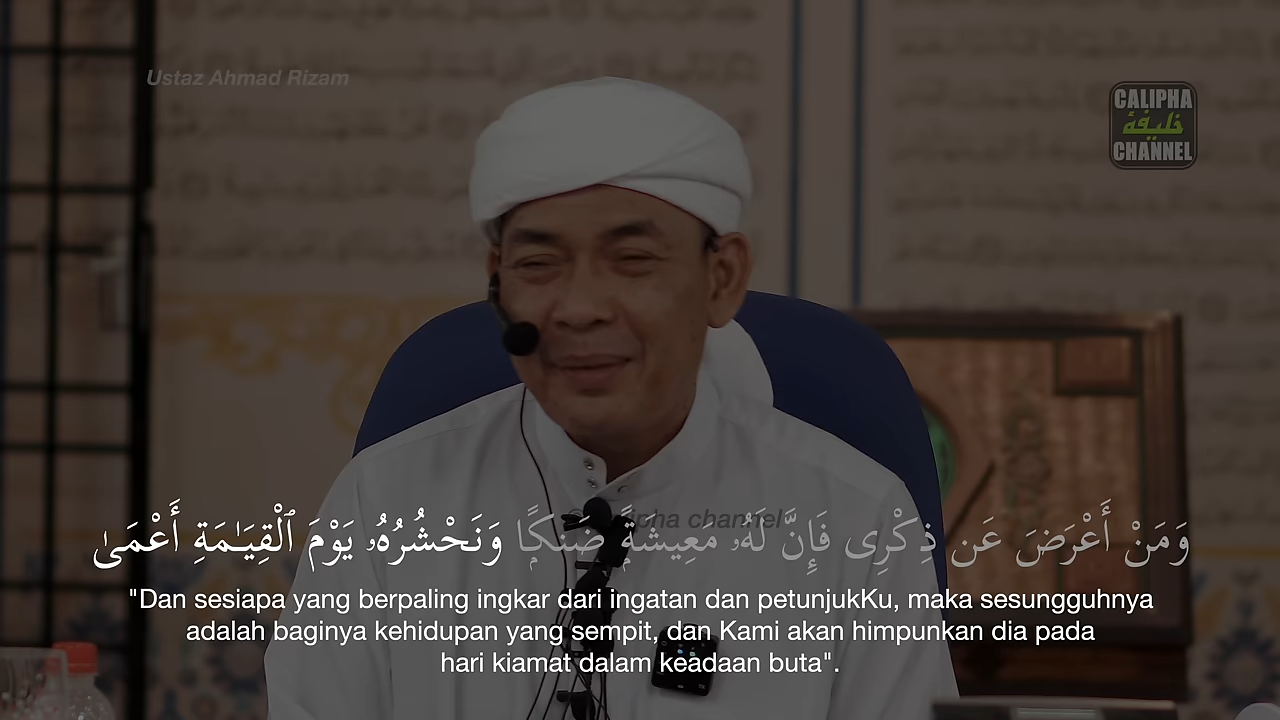 Ustaz Ahmad Rizam
CALIPHA
خليفة
CHANNEL
channel
وَمَنْ أَعْرَضَ عَن ذِكْرِى فَإِنَّ لَهُۥ مَعِيشَةً ضَنكًا وَنَحْشُرُهُۥ يَوْمَ ٱلْقِيَـٰمَةِ أَعْمَىٰ
"Dan sesiapa yang berpaling ingkar dari ingatan dan petunjukKu, maka sesungguhnya
adalah baginya kehidupan yang sempit, dan Kami akan himpunkan dia pada
hari kiamat dalam keadaan buta".